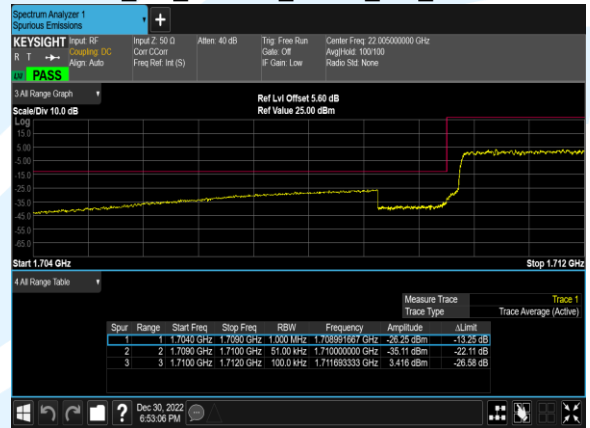 Spectrum Analyzer 1
Spurious Emissions
KEYSIGHT Input: RF Input Z: 50 Ω Atten: 40 dB Trig: Free Run Center Freq: 22.005000000 GHz
R T Coupling: DC Corr CCorr Gate: Off Avg|Hold: 100/100
Align: Auto Freq Ref: Int (S) IF Gain: Low Radio Std: None
PASS
3 All Range Graph
Ref Lvl Offset 5.60 dB
Scale/Div 10.0 dB Ref Value 25.00 dBm
Log
15.0
5.00
-5.00
-15.0
-25.0
-35.0
-45.0
-55.0
-65.0
Start 1.704 GHz Stop 1.712 GHz
4 All Range Table
Measure Trace Trace 1
Trace Type Trace Average (Active)
Spur Range Start Freq Stop Freq RBW Frequency Amplitude ΔLimit
1 1 1.7040 GHz 1.7090 GHz 1.000 MHz 1.708991667 GHz -26.25 dBm -13.25 dB
2 2 1.7090 GHz 1.7100 GHz 51.00 kHz 1.710000000 GHz -35.11 dBm -22.11 dB
3 3 1.7100 GHz 1.7120 GHz 100.0 kHz 1.711693333 GHz 3.416 dBm -26.58 dB
? Dec 30, 2022
6:53:06 PM